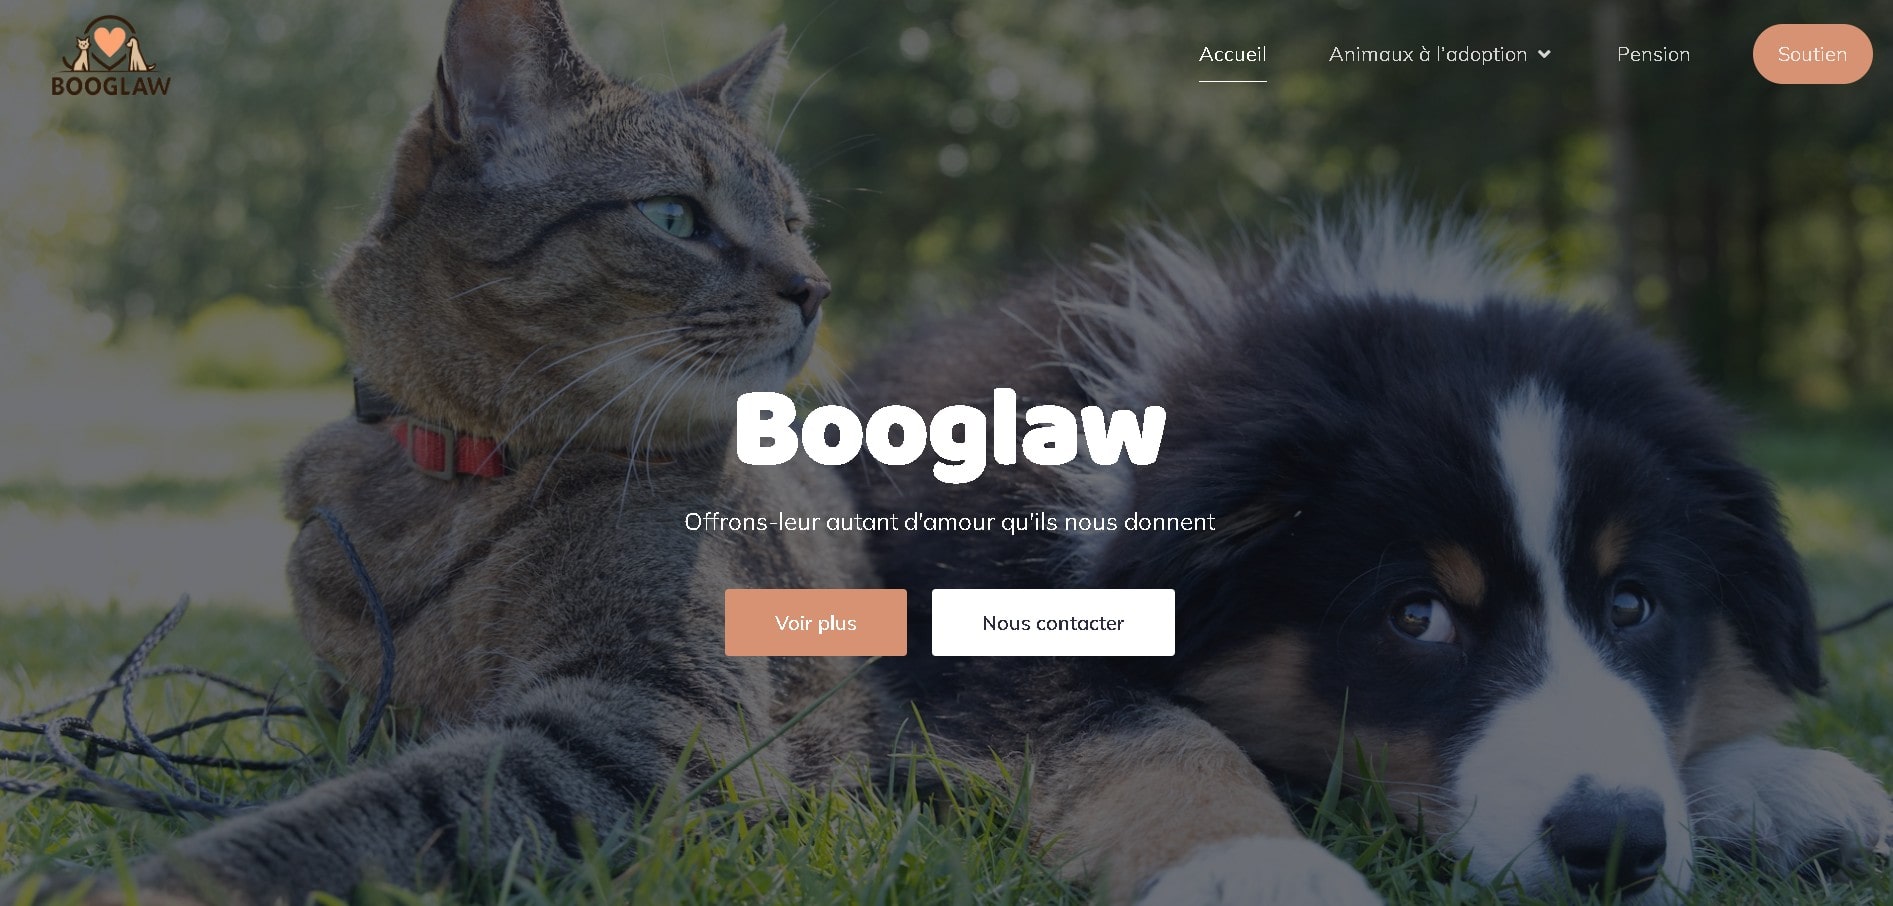 BOOGLAW
Accueil
Animaux à l'adoption
Pension
Soutien
Booglaw
Offrons-leur autant d'amour qu'ils nous donnent
Voir plus
Nous contacter